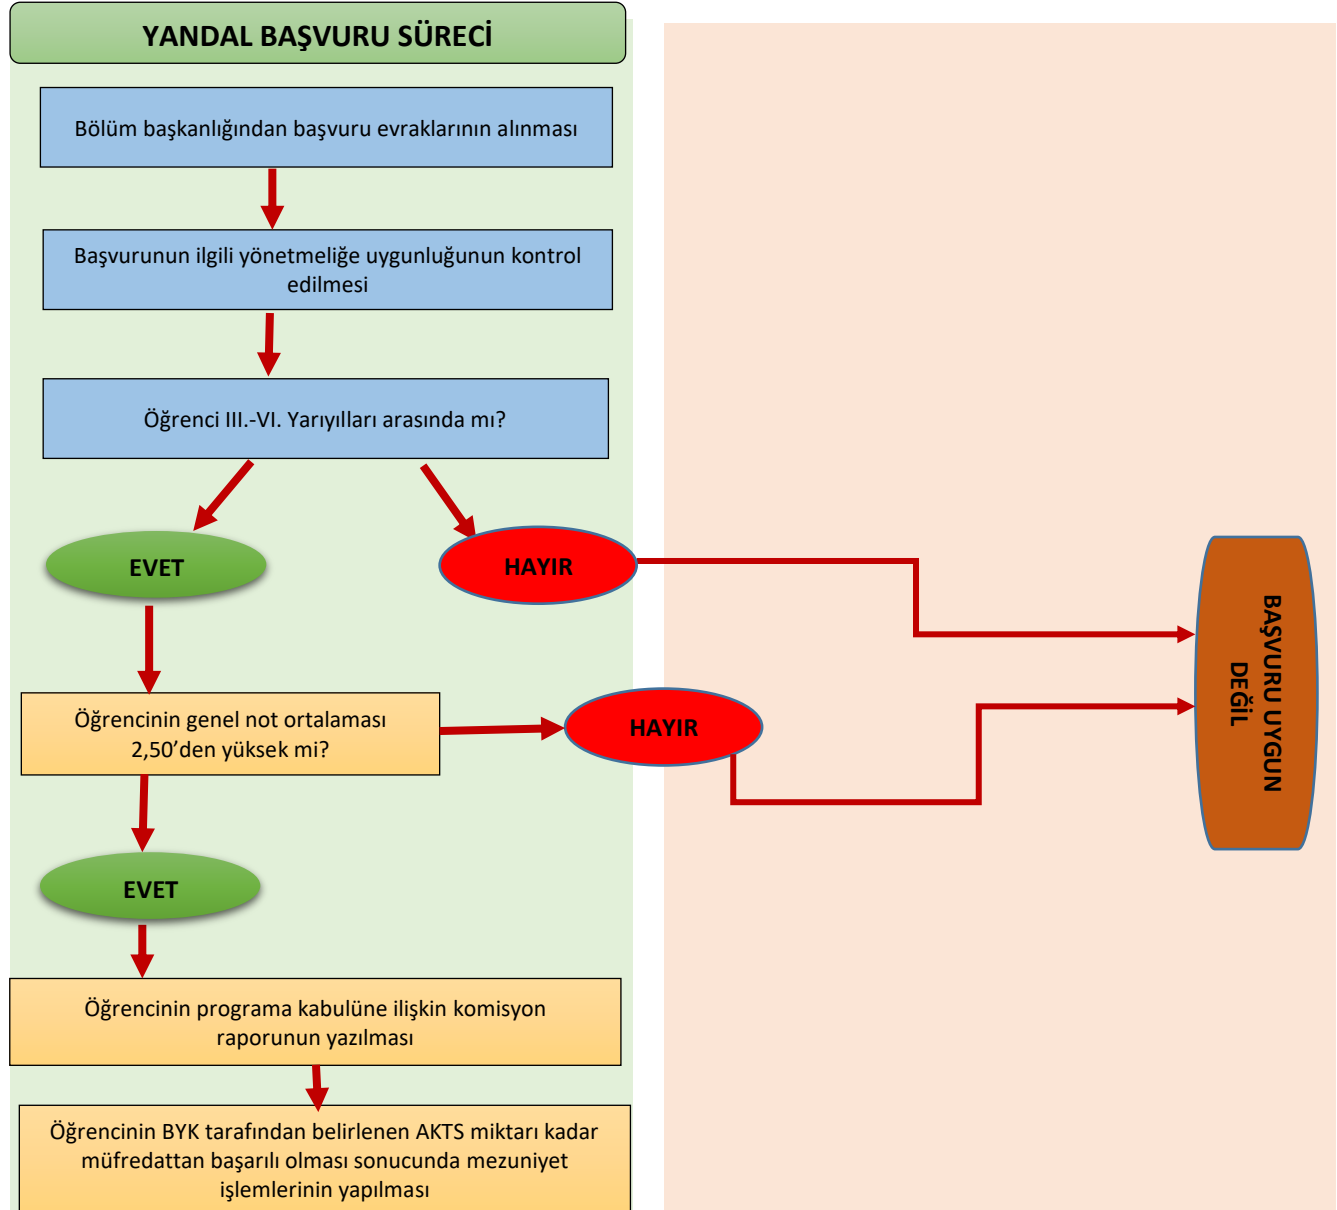 YANDAL BAŞVURU SÜRECİ
Bölüm başkanlığından başvuru evraklarının alınması
Başvurunun ilgili yönetmeliğe uygunluğunun kontrol
edilmesi
Öğrenci III.-VI. Yarıyılları arasında mı?
EVET
HAYIR
BAŞVURU UYGUN
DEĞİL
Öğrencinin genel not ortalaması
2,50’den yüksek mi?
HAYIR
EVET
Öğrencinin programa kabulüne ilişkin komisyon
raporunun yazılması
Öğrencinin BYK tarafından belirlenen AKTS miktarı kadar
müfredattan başarılı olması sonucunda mezuniyet
işlemlerinin yapılması